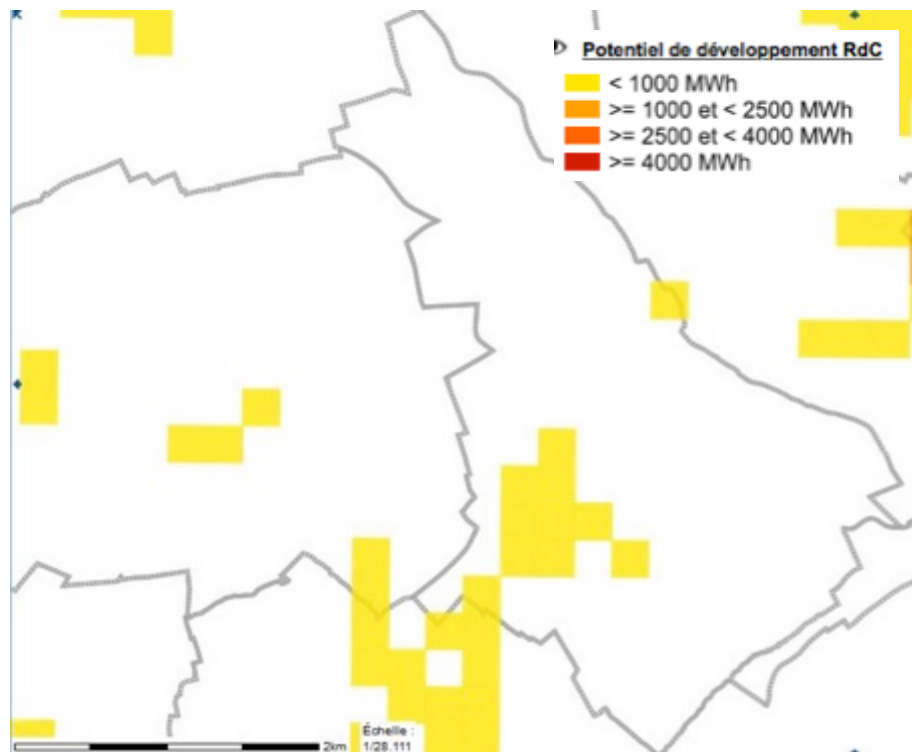 Potentiel de développement RdC
< 1000 MWh
>= 1000 et < 2500 MWh
>= 2500 et < 4000 MWh
>= 4000 MWh
Échelle :
2km
1/28.111